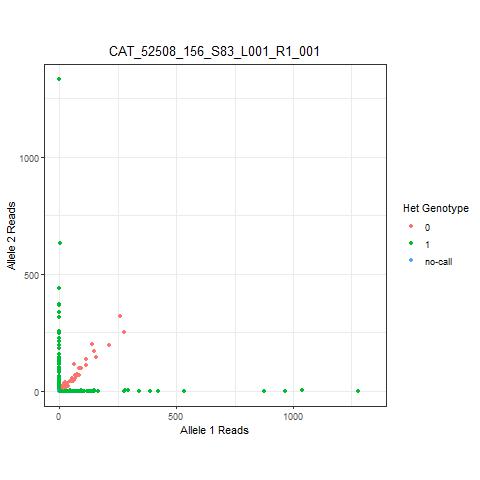 CAT_52508_156_S83_L001_R1_001
1000
500
0
Allele 2 Reads
0
500
1000
Allele 1 Reads
Het Genotype
0
1
no-call